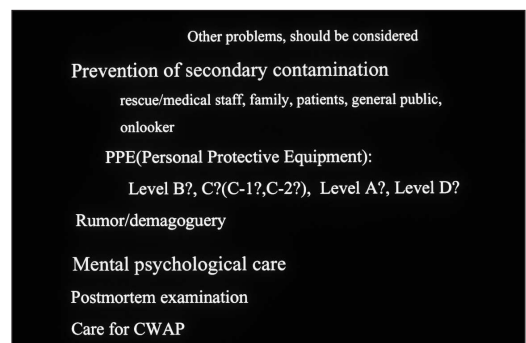 Other problems, should be considered
Prevention of secondary contamination
rescue/medical staff, family, patients, general public,
onlooker
PPE(Personal Protective Equipment):
Level B?, C?(C-1?,C-2?), Level A?, Level D?
Rumor/demagoguery
Mental psychological care
Postmortem examination
Care for CWAP